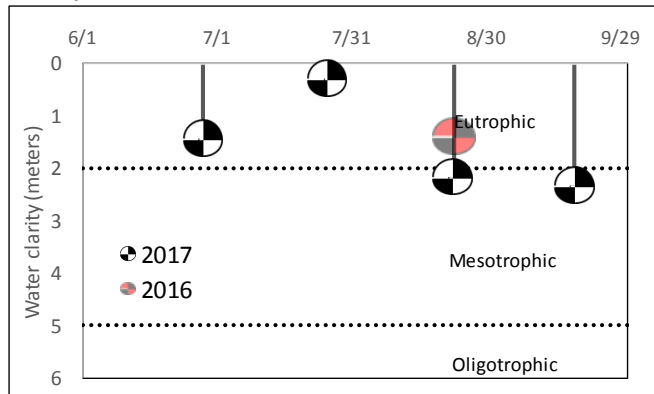 6/1 7/1 7/31 8/30 9/29
0
1
Eutrophic
2
3
2017
Mesotrophic
4
2016
5
Oligotrophic
6
Water clarity (meters)